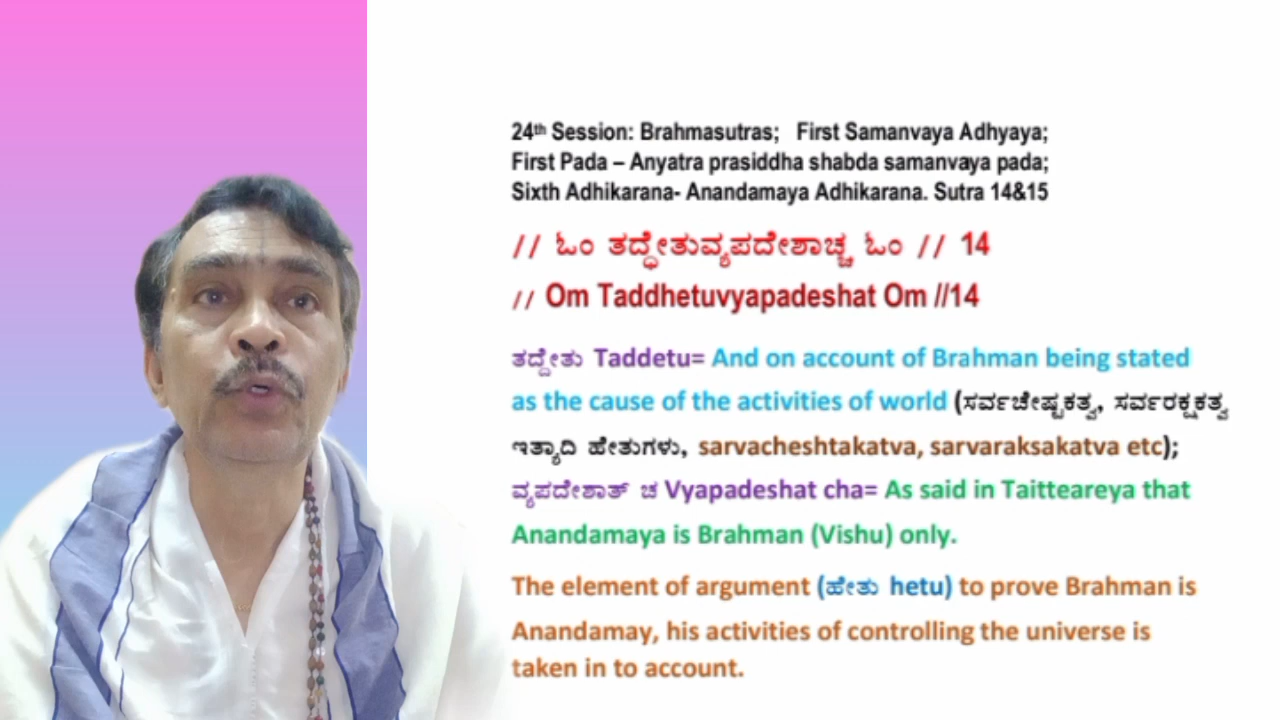 24th Session: Brahmasutras; First Samanvaya Adhyaya;
First Pada – Anyatra prasiddha shabda samanvaya pada;
Sixth Adhikarana- Anandamaya Adhikarana. Sutra 14&15
// ಓಂ ತದ್ಧೇತುವ್ಯಪದೇಶಾಚ್ಚ ಓಂ // 14
// Om Taddhetuvyapadeshat Om //14
ತದ್ದೇತು Taddetu= And on account of Brahman being stated
as the cause of the activities of world (ಸರ್ವಚೇಷ್ಟಕತ್ವ, ಸರ್ವರಕ್ಷಕತ್ವ
ಇತ್ಯಾದಿ ಹೇತುಗಳು, sarvacheshtakatva, sarvaraksakatva etc);
ವ್ಯಪದೇಶಾತ್ ಚ Vyapadeshat cha= As said in Taitteareya that
Anandamaya is Brahman (Vishu) only.
The element of argument (ಹೇತು hetu) to prove Brahman is
Anandamay, his activities of controlling the universe is
taken in to account.